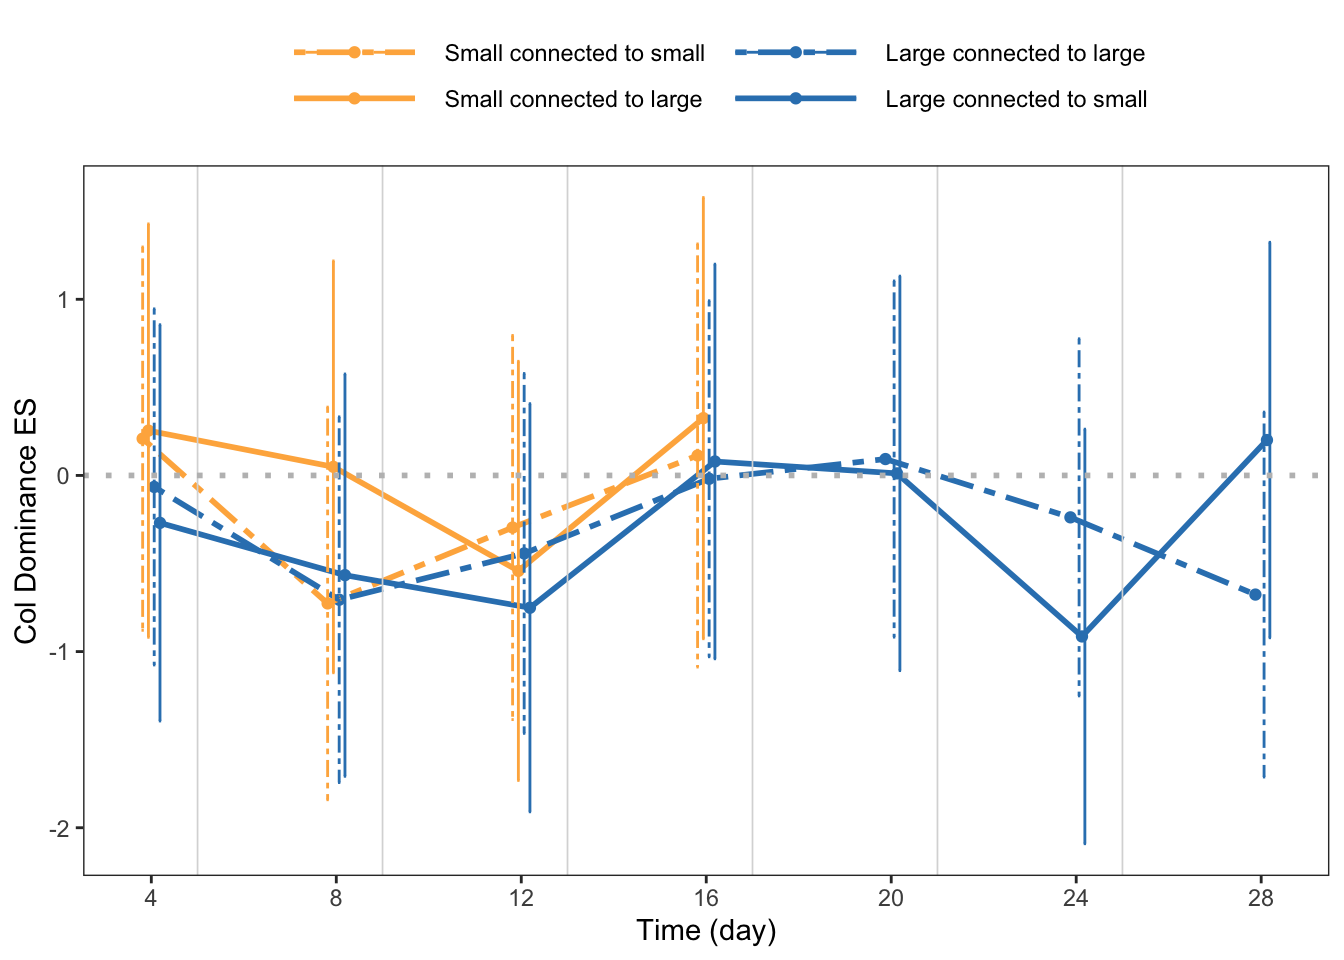 Small connected to small
Large connected to large
Small connected to large
Large connected to small
Col Dominance ES
1
0
-1
-2
4 8 12 16 20 24 28
Time (day)